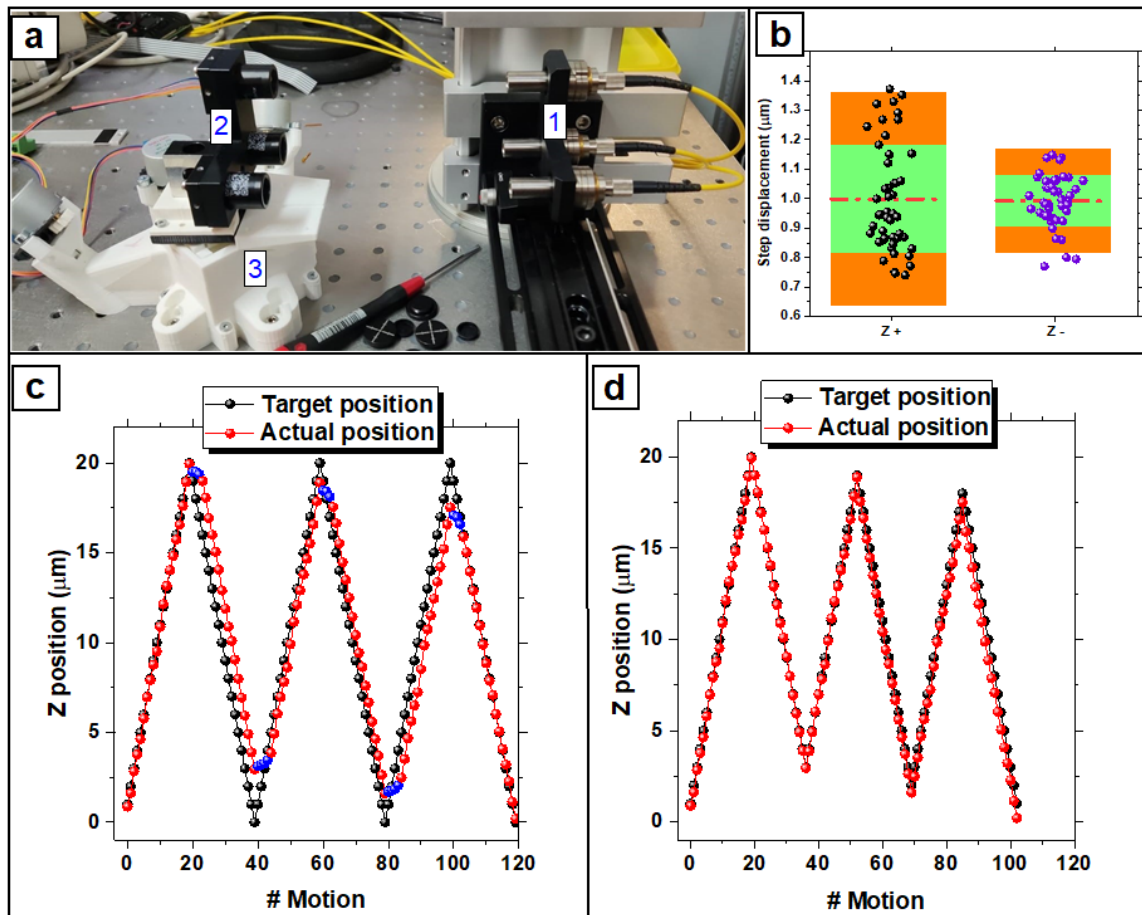 a
1
2
3
b
Z + Z -
Step displacement (μm)
1.4
1.3
1.2
1.1
1.0
0.9
0.8
0.7
0.6
Z + Z -
c
Target position
Actual position
Z position (μm)
20
15
10
5
0
0 20 40 60 80 100 120
# Motion
d
Target position
Actual position
Z position (μm)
20
15
10
5
0
0 20 40 60 80 100 120
# Motion